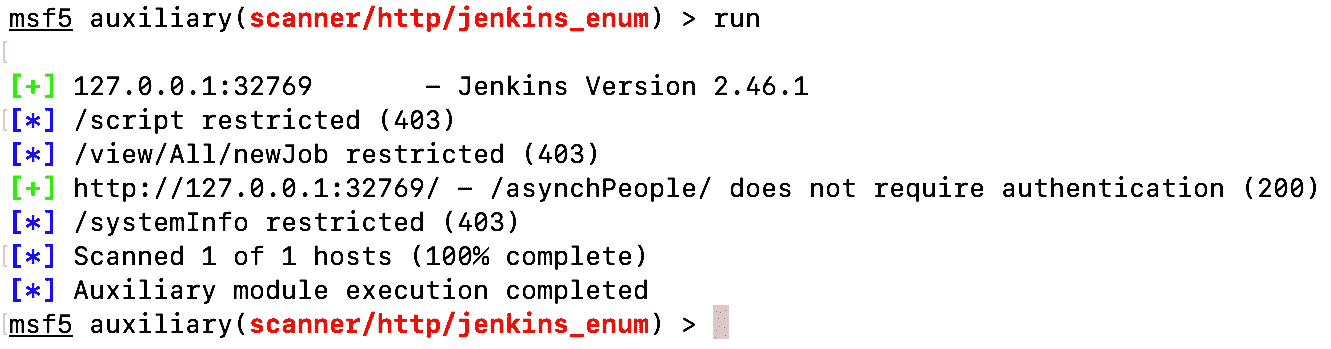 msf5 auxiliary(scanner/http/jenkins_enum) > run
[+] 127.0.0.1:32769       – Jenkins Version 2.46.1
[*] /script restricted (403)
[*] /view/All/newJob restricted (403)
[+] http://127.0.0.1:32769/ – /asynchPeople/ does not require authentication (200)
[*] /systemInfo restricted (403)
[*] Scanned 1 of 1 hosts (100% complete)
[*] Auxiliary module execution completed
msf5 auxiliary(scanner/http/jenkins_enum) >